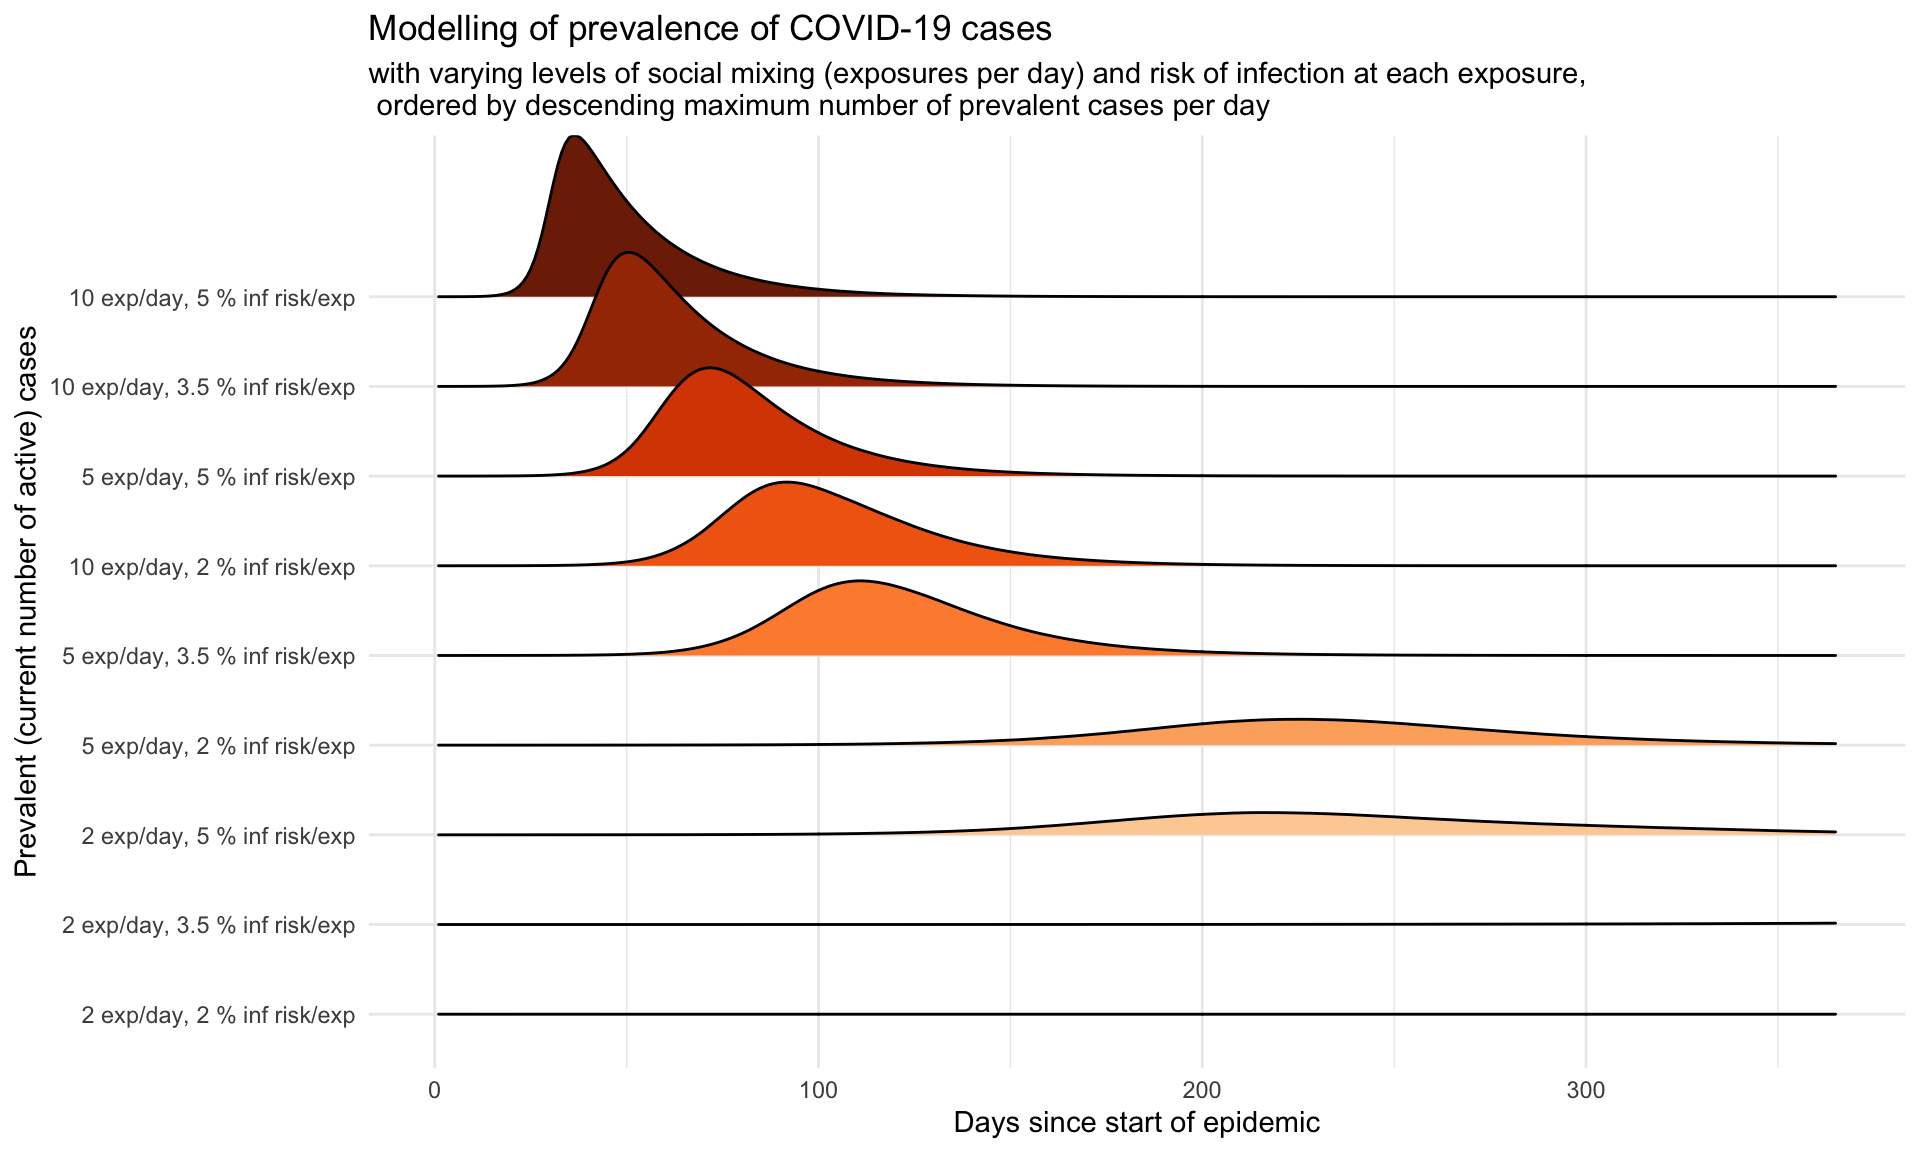 Modelling of prevalence of COVID-19 cases
with varying levels of social mixing (exposures per day) and risk of infection at each exposure,
ordered by descending maximum number of prevalent cases per day
Prevalent (current number of active) cases
10 exp/day, 5 % inf risk/exp
10 exp/day, 3.5 % inf risk/exp
5 exp/day, 5 % inf risk/exp
10 exp/day, 2 % inf risk/exp
5 exp/day, 3.5 % inf risk/exp
5 exp/day, 2 % inf risk/exp
2 exp/day, 5 % inf risk/exp
2 exp/day, 3.5 % inf risk/exp
2 exp/day, 2 % inf risk/exp
0 100 200 300
Days since start of epidemic